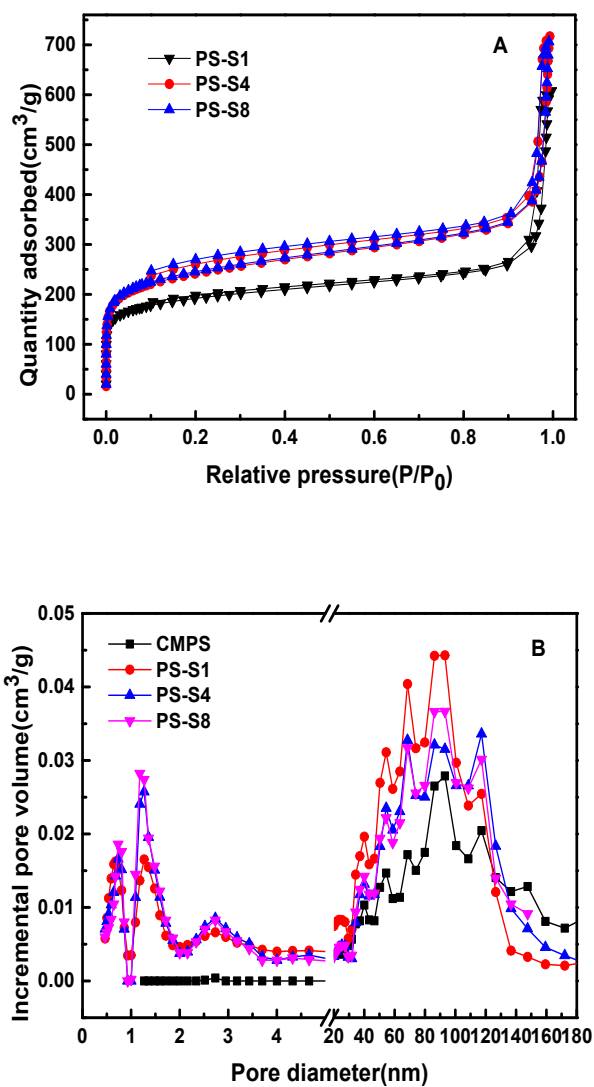 A
PS-S1
PS-S4
PS-S8
Quantity adsorbed(cm³/g)
700
600
500
400
300
200
100
0
0.0 0.2 0.4 0.6 0.8 1.0
Relative pressure(P/P₀)
B
CMPS
PS-S1
PS-S4
PS-S8
Incremental pore volume(cm³/g)
0.05
0.04
0.03
0.02
0.01
0.00
0 1 2 3 4 20 40 60 80 100 120 140 160 180
Pore diameter(nm)